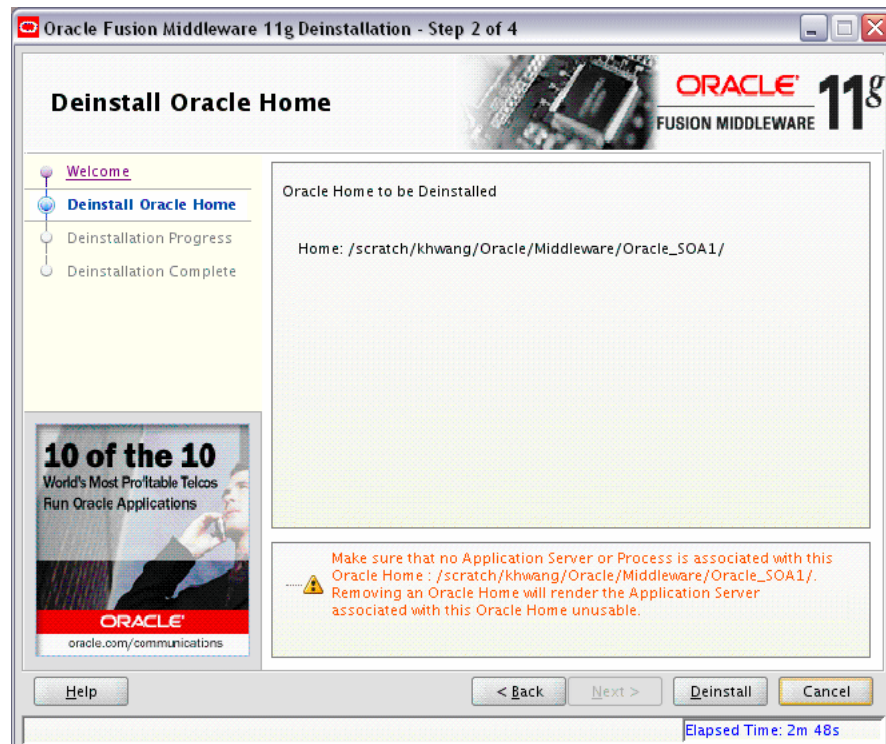 Oracle Fusion Middleware 11g Deinstallation - Step 2 of 4
Deinstall Oracle Home
ORACLE
FUSION MIDDLEWARE
11g
Welcome
Deinstall Oracle Home
Deinstallation Progress
Deinstallation Complete
Oracle Home to be Deinstalled
Home: /scratch/khwang/Oracle/Middleware/Oracle_SOA1/
10 of the 10
World's Most Profitable Telcos
Run Oracle Applications
ORACLE
oracle.com/communications
Make sure that no Application Server or Process is associated with this
Oracle Home : /scratch/khwang/Oracle/Middleware/Oracle_SOA1/.
Removing an Oracle Home will render the Application Server
associated with this Oracle Home unusable.
Help
< Back
Next >
Deinstall
Cancel
Elapsed Time: 2m 48s